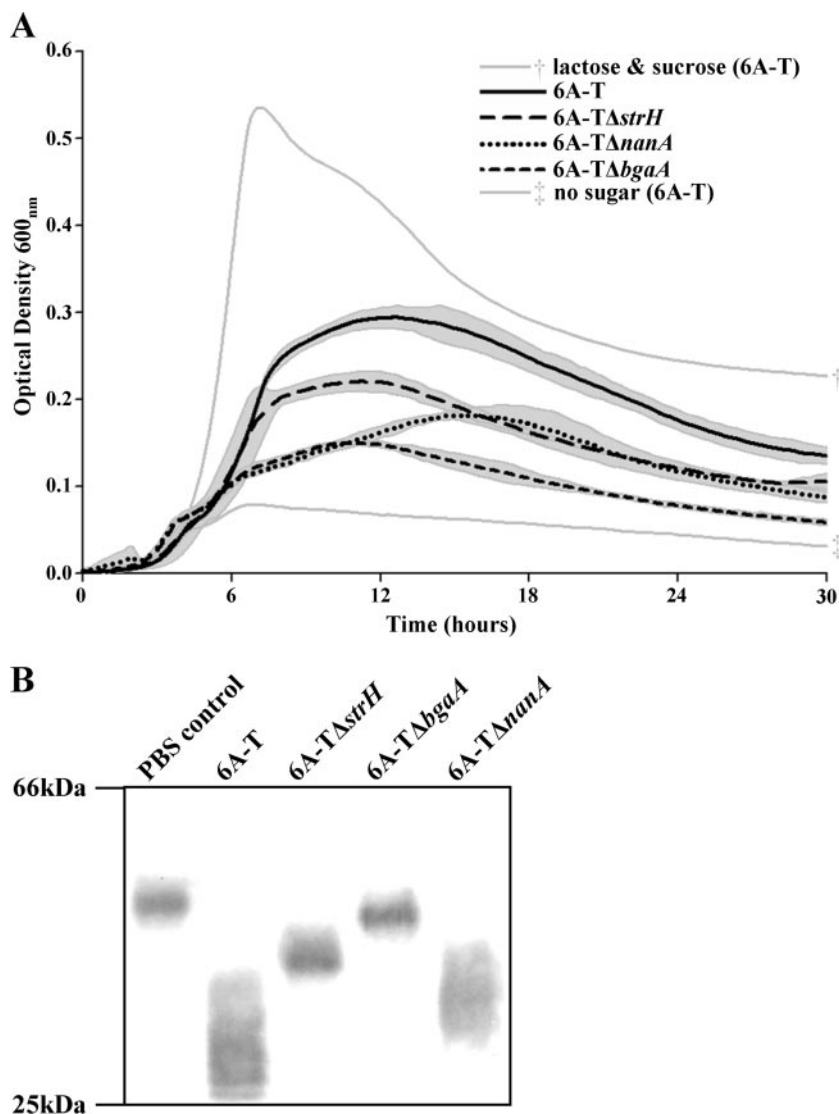 A
Optical Density 600nm
0.6
0.5
0.4
0.3
0.2
0.1
0.0
0
6
12
18
24
30
Time (hours)
† lactose & sucrose (6A-T)
6A-T
6A-TΔstrH
6A-TΔnanA
6A-TΔbgaA
‡ no sugar (6A-T)
†
‡
B
PBS control
6A-T
6A-TΔstrH
6A-TΔbgaA
6A-TΔnanA
66kDa
25kDa